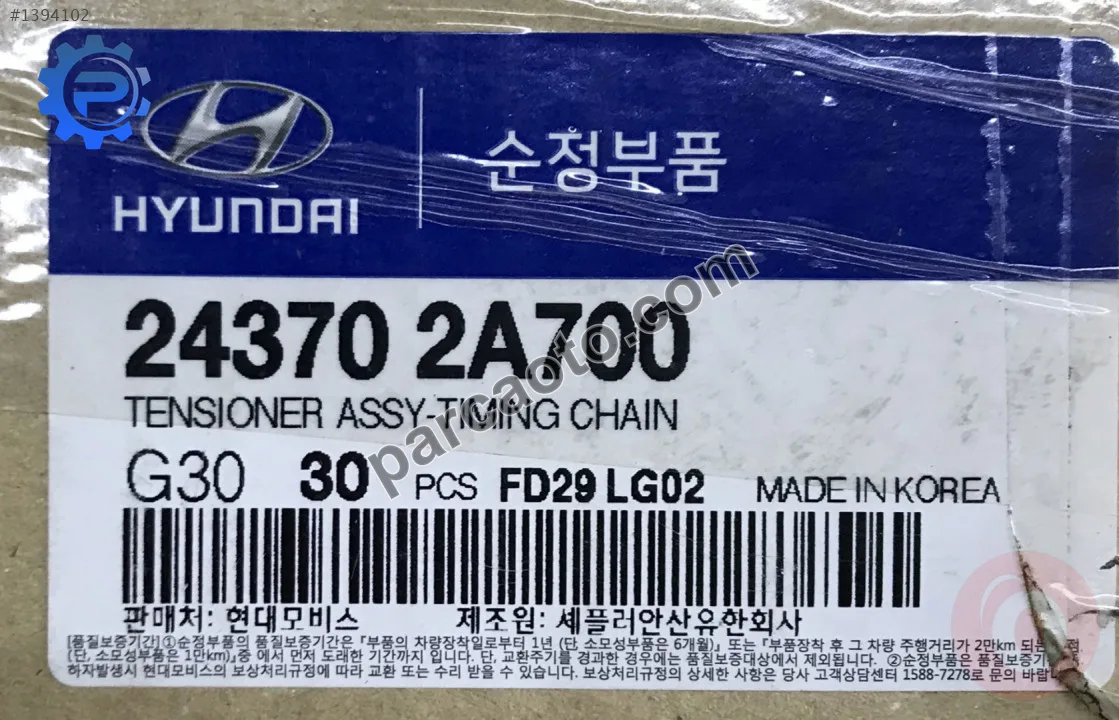 #1394102
P
HYUNDAI
순정부품
24370 2A700
TENSIONER ASSY-TIMING CHAIN
parcaoto.com
G30 30 PCS FD29 LG02 MADE IN KOREA
판매처: 현대모비스 제조원: 셰플러안산유한회사
[품질보증기간] ①순정부품의 품질보증기간은 『부품의 차량장착일로부터 1년 (단, 소모성부품은 6개월)』 또는 『부품장착 후 그 차량 주행거리가 2만km
(단, 소모성부품은 1만km)』중 에서 먼저 도래한 기간까지 입니다. 단, 교환주기를 경과한 경우에는 품질보증대상에서 제외됩니다. ②순정부품은
하자발생시 현대모비스의 보상처리규정에 따라 교환 또는 수리 받을 수 있습니다. 보상처리규정의 상세한 사항은 당사 고객상담센터 1588-7278로 문의